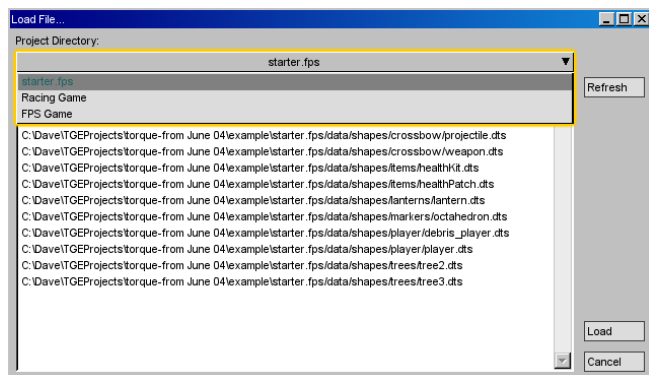 Load File...
Project Directory:
starter.fps
starter.fps
Racing Game
FPS Game
Refresh
C:\Dave\TGEProjects\torque-from June 04\example\starter.fps/data/shapes/crossbow/projectile.dts
C:\Dave\TGEProjects\torque-from June 04\example\starter.fps/data/shapes/crossbow/weapon.dts
C:\Dave\TGEProjects\torque-from June 04\example\starter.fps/data/shapes/items/healthKit.dts
C:\Dave\TGEProjects\torque-from June 04\example\starter.fps/data/shapes/items/healthPatch.dts
C:\Dave\TGEProjects\torque-from June 04\example\starter.fps/data/shapes/lanterns/lantern.dts
C:\Dave\TGEProjects\torque-from June 04\example\starter.fps/data/shapes/markers/octahedron.dts
C:\Dave\TGEProjects\torque-from June 04\example\starter.fps/data/shapes/player/debris_player.dts
C:\Dave\TGEProjects\torque-from June 04\example\starter.fps/data/shapes/player/player.dts
C:\Dave\TGEProjects\torque-from June 04\example\starter.fps/data/shapes/trees/tree2.dts
C:\Dave\TGEProjects\torque-from June 04\example\starter.fps/data/shapes/trees/tree3.dts
Load
Cancel